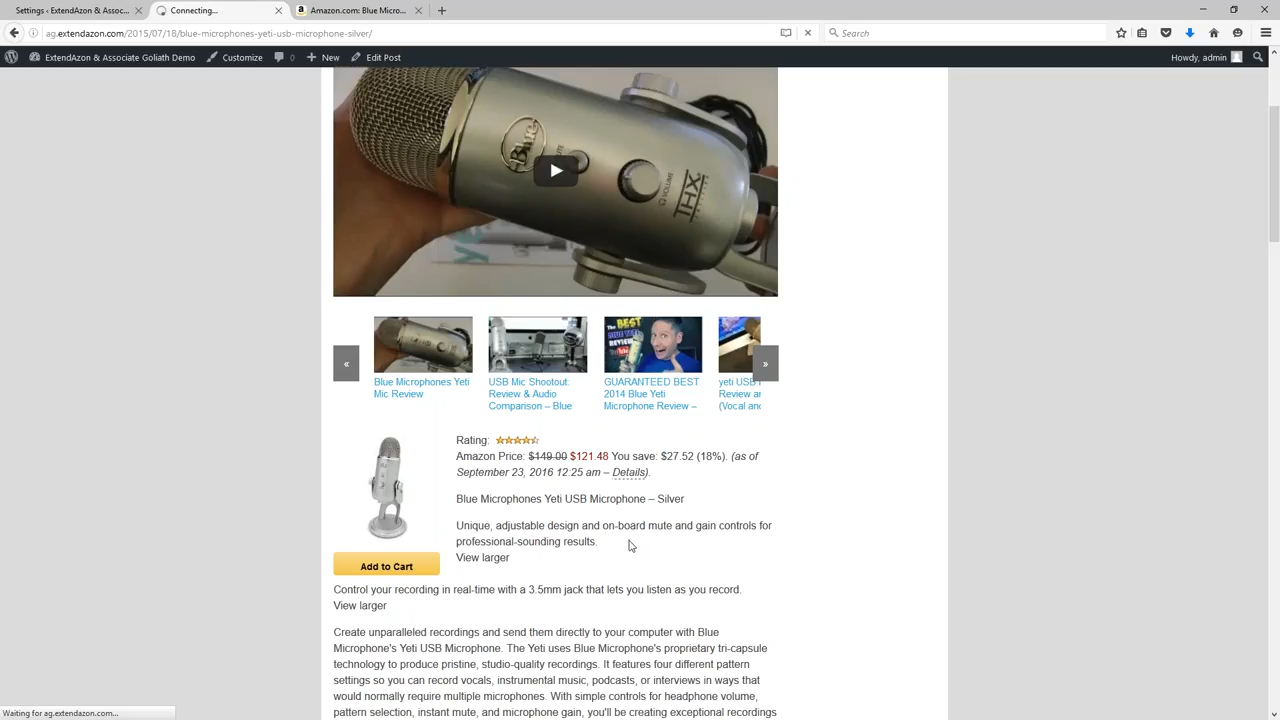 Settings ‹ ExtendAzon & Assoc...
Connecting...
Amazon.com: Blue Micro...
ag.extendazon.com/2015/07/18/blue-microphones-yeti-usb-microphone-silver/
Search
ExtendAzon & Associate Goliath Demo
Customize
0
New
Edit Post
Howdy, admin
Blue
VOLUME
THX
«
»
Blue Microphones Yeti
Mic Review
USB Mic Shootout:
Review & Audio
Comparison – Blue
THE BEST
REVIEW
GUARANTEED BEST
2014 Blue Yeti
Microphone Review –
yeti USB
Review ar
(Vocal anc
Rating:
Amazon Price: $149.00 $121.48 You save: $27.52 (18%). (as of
September 23, 2016 12:25 am – Details).
Blue Microphones Yeti USB Microphone – Silver
Unique, adjustable design and on-board mute and gain controls for
professional-sounding results.
View larger
Add to Cart
Control your recording in real-time with a 3.5mm jack that lets you listen as you record.
View larger
Create unparalleled recordings and send them directly to your computer with Blue
Microphone's Yeti USB Microphone. The Yeti uses Blue Microphone's proprietary tri-capsule
technology to produce pristine, studio-quality recordings. It features four different pattern
settings so you can record vocals, instrumental music, podcasts, or interviews in ways that
would normally require multiple microphones. With simple controls for headphone volume,
pattern selection, instant mute, and microphone gain, you'll be creating exceptional recordings
Waiting for ag.extendazon.com...